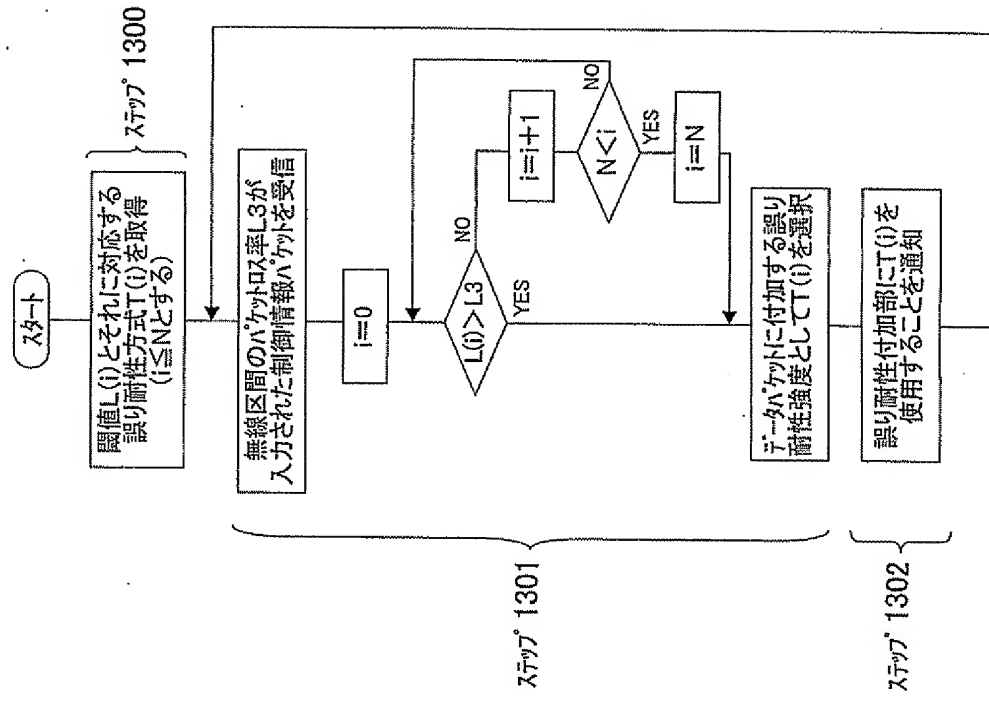 スタート
閾値L(i)とそれに対応する
誤り耐性方式T(i)を取得
(i≦Nとする)
ステップ 1300
無線区間のパケットロス率L3が
入力された制御情報パケットを受信
i=0
L(i)>L3
NO
YES
i=i+1
N<i
NO
YES
i=N
データパケットに付加する誤り
耐性強度としてT(i)を選択
ステップ 1301
誤り耐性付加部にT(i)を
使用することを通知
ステップ 1302